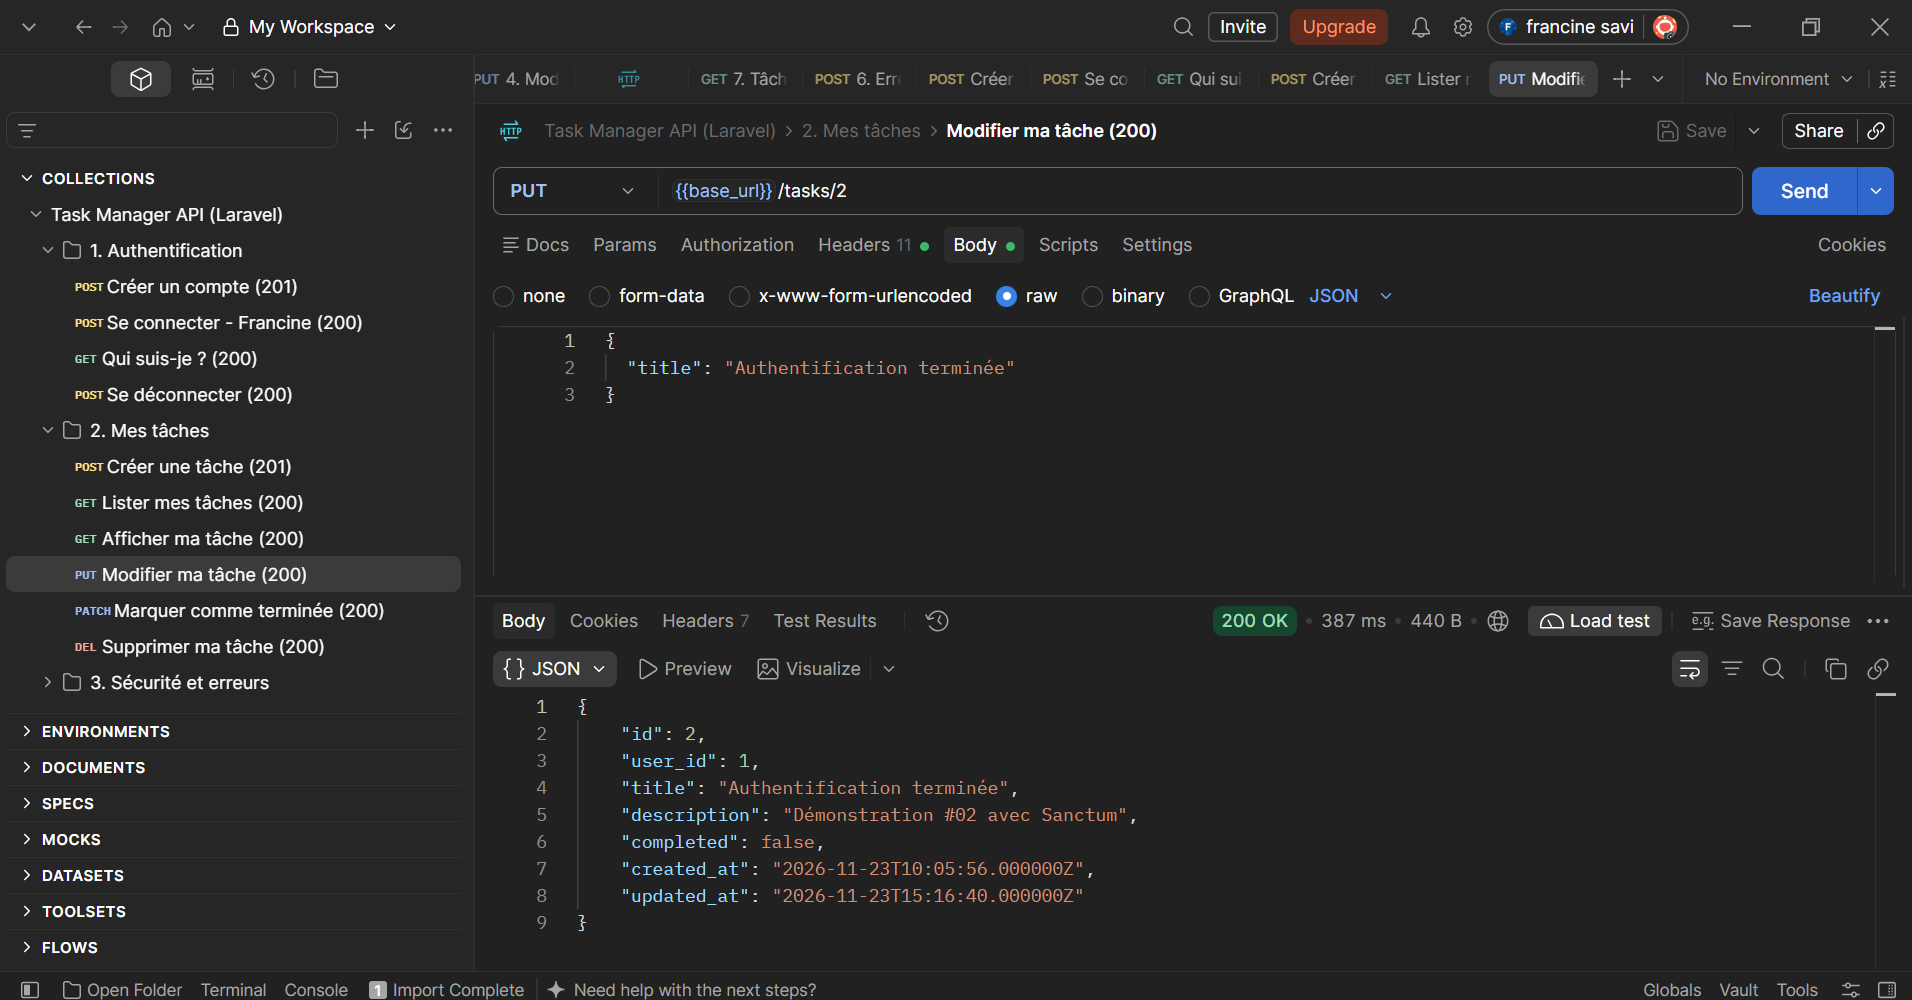 My Workspace
Invite
Upgrade
francine savi
PUT 4. Mod
HTTP
GET 7. Tâch
POST 6. Erre
POST Créer
POST Se co
GET Qui sui
POST Créer
GET Lister
PUT Modifie
No Environment
HTTP Task Manager API (Laravel) > 2. Mes tâches > Modifier ma tâche (200)
Save
Share
PUT
{{base_url}} /tasks/2
Send
Docs
Params
Authorization
Headers 11
Body
Scripts
Settings
Cookies
none
form-data
x-www-form-urlencoded
raw
binary
GraphQL
JSON
Beautify
1 {
2 "title": "Authentification terminée"
3 }
COLLECTIONS
Task Manager API (Laravel)
1. Authentification
POST Créer un compte (201)
POST Se connecter - Francine (200)
GET Qui suis-je ? (200)
POST Se déconnecter (200)
2. Mes tâches
POST Créer une tâche (201)
GET Lister mes tâches (200)
GET Afficher ma tâche (200)
PUT Modifier ma tâche (200)
PATCH Marquer comme terminée (200)
DEL Supprimer ma tâche (200)
3. Sécurité et erreurs
ENVIRONMENTS
DOCUMENTS
SPECS
MOCKS
DATASETS
TOOLSETS
FLOWS
Body
Cookies
Headers 7
Test Results
200 OK • 387 ms • 440 B
Load test
e.g. Save Response
{} JSON
Preview
Visualize
1 {
2 "id": 2,
3 "user_id": 1,
4 "title": "Authentification terminée",
5 "description": "Démonstration #02 avec Sanctum",
6 "completed": false,
7 "created_at": "2026-11-23T10:05:56.000000Z",
8 "updated_at": "2026-11-23T15:16:40.000000Z"
9 }
Open Folder
Terminal
Console
1 Import Complete
Need help with the next steps?
Globals
Vault
Tools